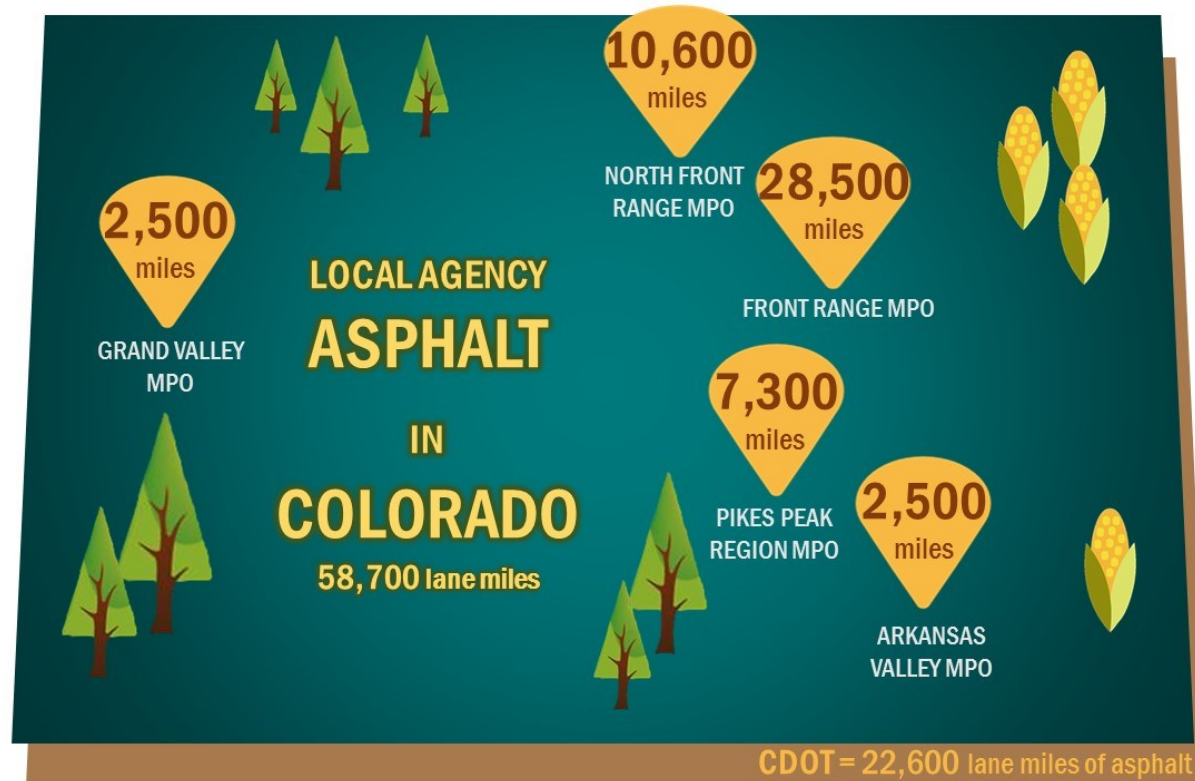 10,600
miles
NORTH FRONT
RANGE MPO
28,500
miles
FRONT RANGE MPO
2,500
miles
GRAND VALLEY
MPO
LOCAL AGENCY
ASPHALT
IN
COLORADO
58,700 lane miles
7,300
miles
PIKES PEAK
REGION MPO
2,500
miles
ARKANSAS
VALLEY MPO
CDOT = 22,600 lane miles of asphalt